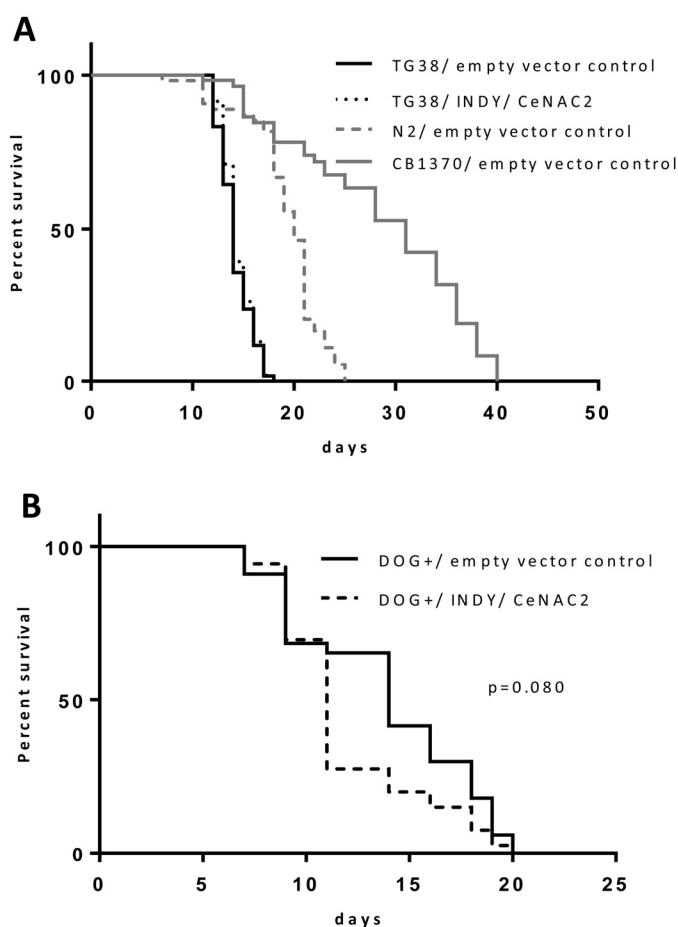 A
100
50
0
Percent survival
TG38/ empty vector control
TG38/ INDY/ CeNAC2
N2/ empty vector control
CB1370/ empty vector control
0 10 20 30 40 50
days
B
100
50
0
Percent survival
DOG+/ empty vector control
DOG+/ INDY/ CeNAC2
p=0.080
0 5 10 15 20 25
days